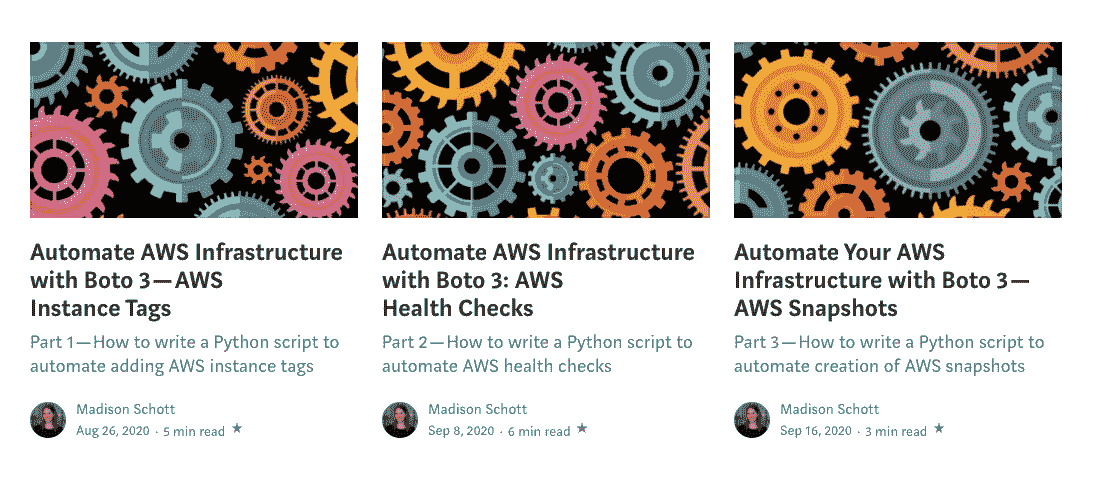 Automate AWS Infrastructure
with Boto 3 — AWS
Instance Tags
Part 1 — How to write a Python script to
automate adding AWS instance tags
Madison Schott
Aug 26, 2020 · 5 min read ★
Automate AWS Infrastructure
with Boto 3: AWS
Health Checks
Part 2 — How to write a Python script to
automate AWS health checks
Madison Schott
Sep 8, 2020 · 6 min read ★
Automate Your AWS
Infrastructure with Boto 3 —
AWS Snapshots
Part 3 — How to write a Python script to
automate creation of AWS snapshots
Madison Schott
Sep 16, 2020 · 3 min read ★